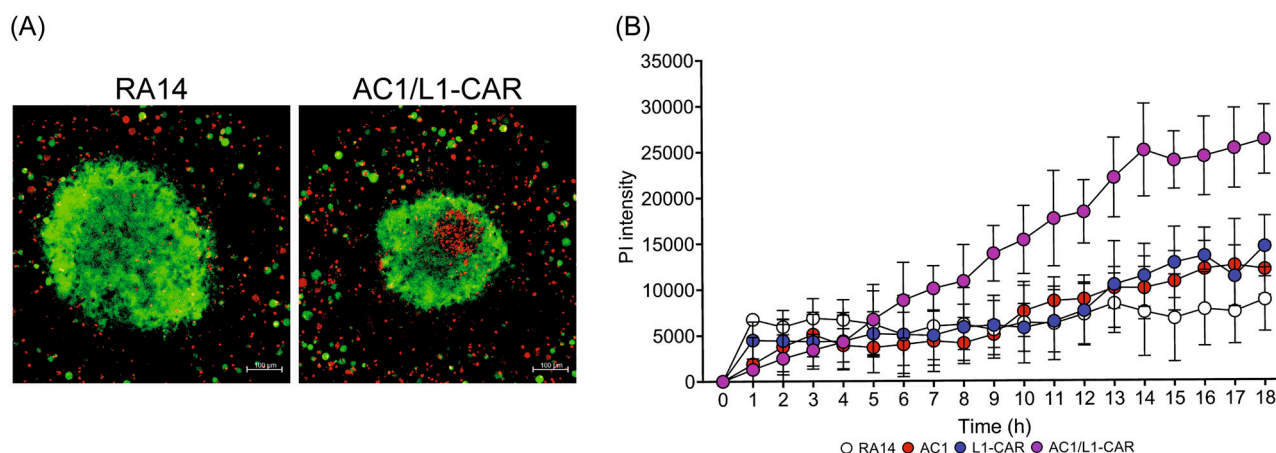 (A)
RA14
AC1/L1-CAR
100 µm
100 µm
(B)
35000
30000
25000
20000
15000
10000
5000
0
PI intensity
0 1 2 3 4 5 6 7 8 9 10 11 12 13 14 15 16 17 18
Time (h)
RA14 AC1 L1-CAR AC1/L1-CAR